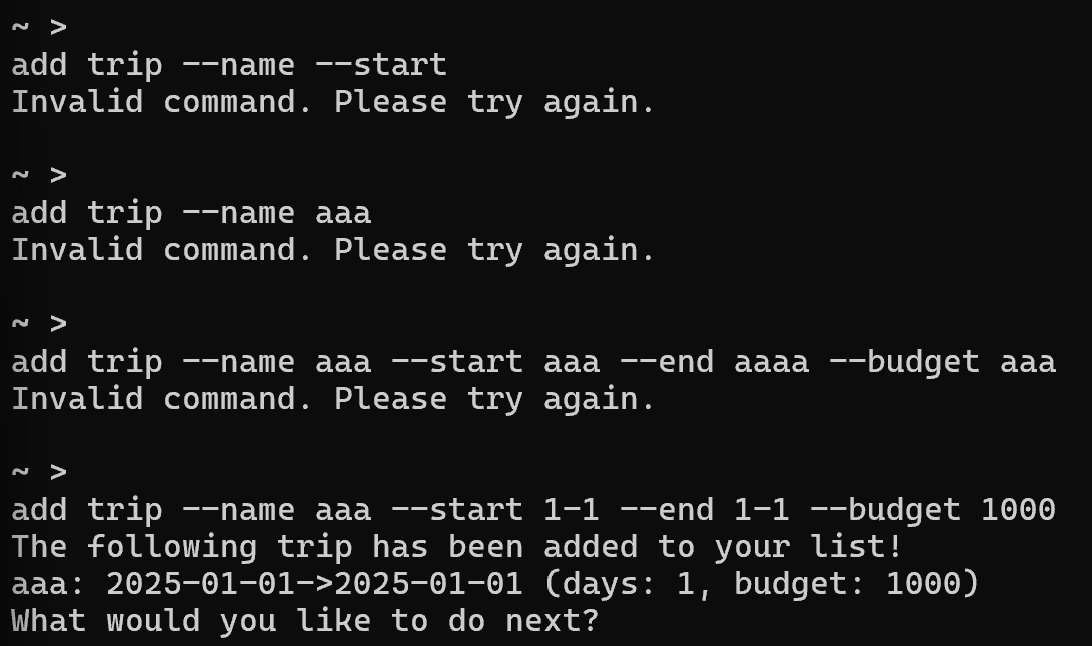 ~ >
add trip --name --start
Invalid command. Please try again.
~ >
add trip --name aaa
Invalid command. Please try again.
~ >
add trip --name aaa --start aaa --end aaaa --budget aaa
Invalid command. Please try again.
~ >
add trip --name aaa --start 1-1 --end 1-1 --budget 1000
The following trip has been added to your list!
aaa: 2025-01-01->2025-01-01 (days: 1, budget: 1000)
What would you like to do next?